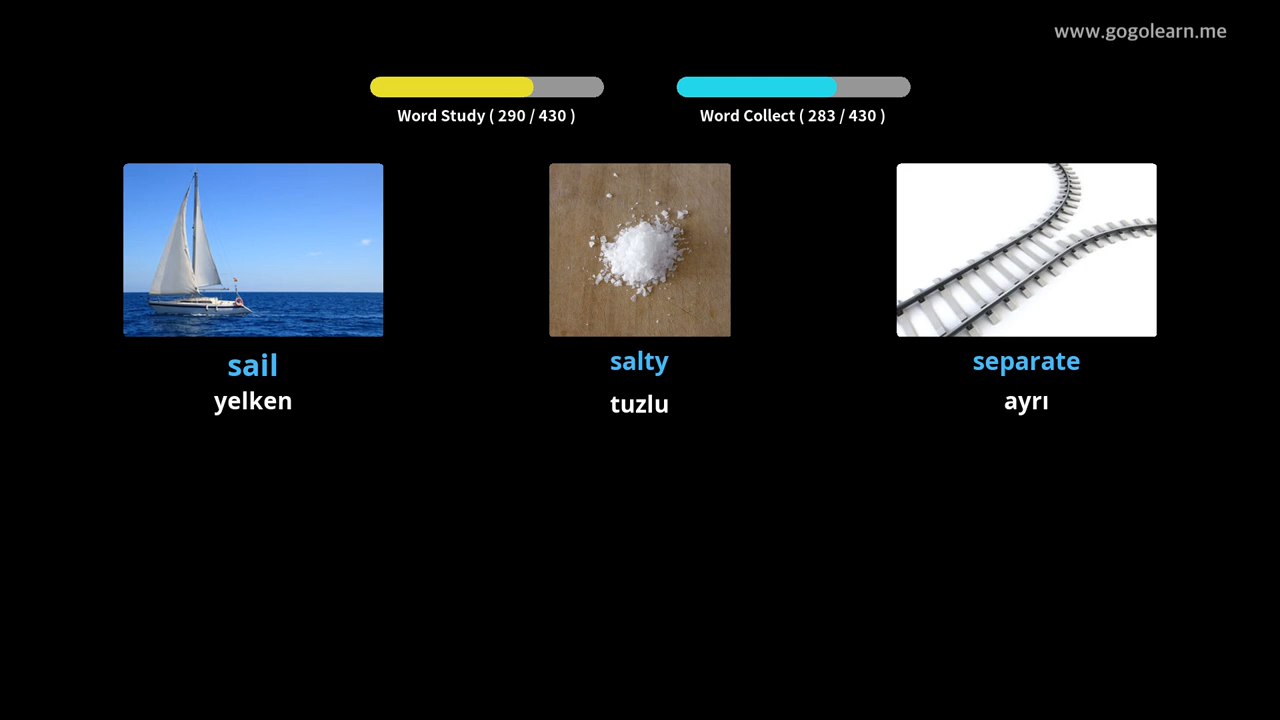 www.gogolearn.me
Word Study ( 290 / 430 )
Word Collect ( 283 / 430 )
sail
yelken
salty
tuzlu
separate
ayrı